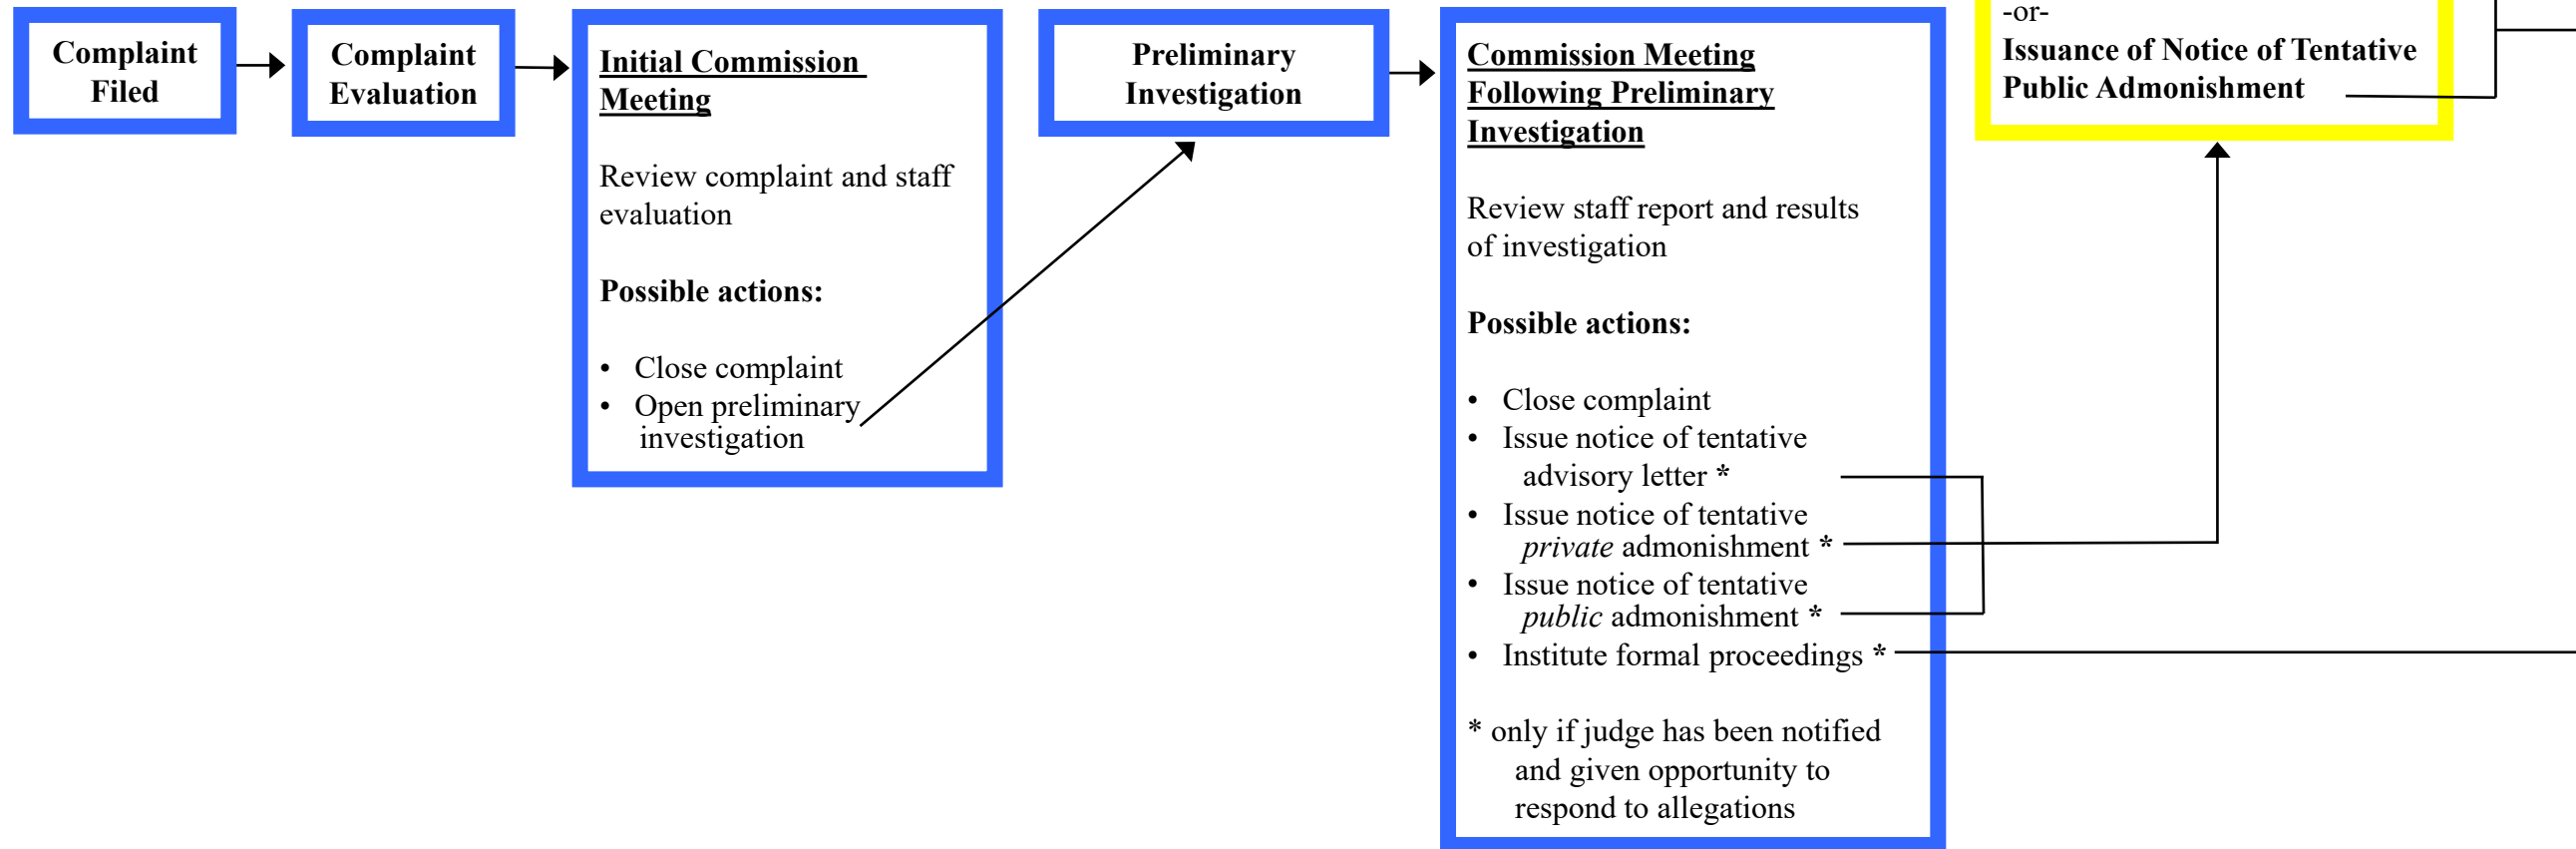 Complaint
Filed
Complaint
Evaluation
Initial Commission
Meeting
Review complaint and staff
evaluation
Possible actions:
• Close complaint
• Open preliminary
investigation
Preliminary
Investigation
Commission Meeting
Following Preliminary
Investigation
Review staff report and results
of investigation
Possible actions:
• Close complaint
• Issue notice of tentative
advisory letter *
• Issue notice of tentative
private admonishment *
• Issue notice of tentative
public admonishment *
• Institute formal proceedings *
* only if judge has been notified
and given opportunity to
respond to allegations
-or-
Issuance of Notice of Tentative
Public Admonishment